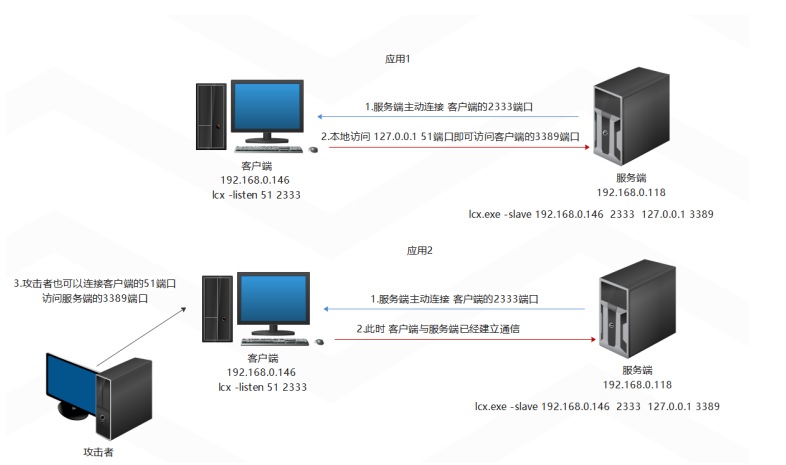 应用1
1.服务端主动连接 客户端的2333端口
2.本地访问 127.0.0.1 51端口即可访问客户端的3389端口
客户端
192.168.0.146
lcx -listen 51 2333
服务端
192.168.0.118
lcx.exe -slave 192.168.0.146 2333 127.0.0.1 3389
应用2
3.攻击者也可以连接客户端的51端口
访问服务端的3389端口
1.服务端主动连接 客户端的2333端口
2.此时 客户端与服务端已经建立通信
客户端
192.168.0.146
lcx -listen 51 2333
服务端
192.168.0.118
lcx.exe -slave 192.168.0.146 2333 127.0.0.1 3389
攻击者